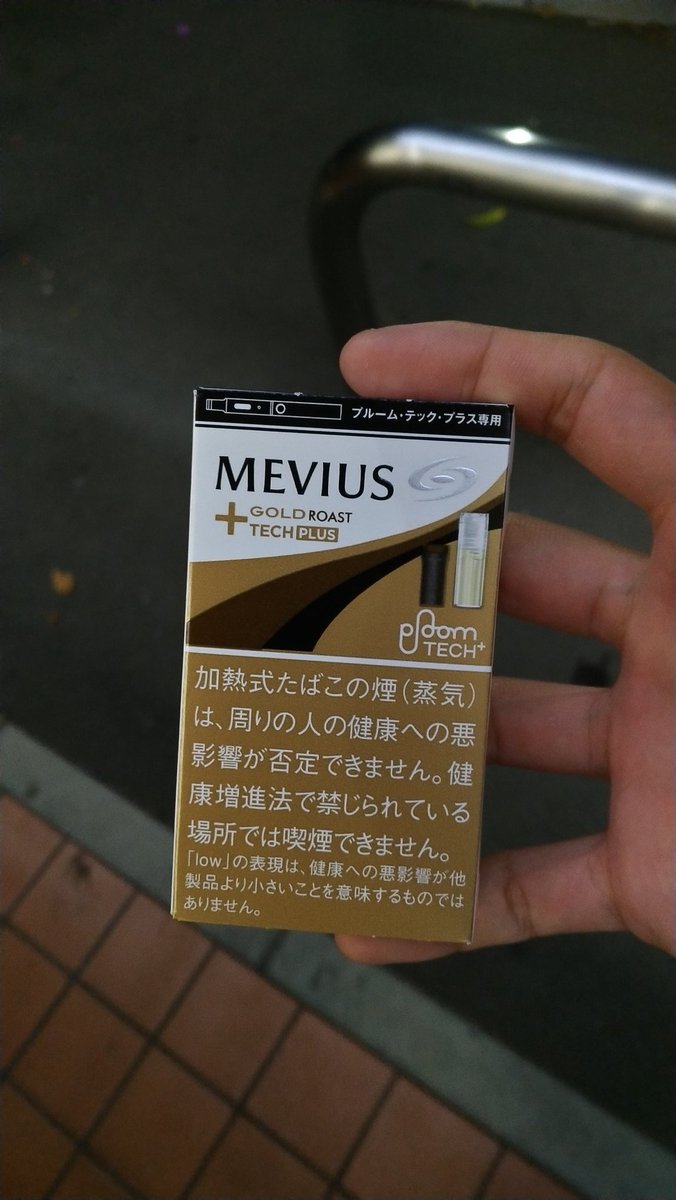 プルーム・テック・プラス専用
MEVIUS
+ GOLD ROAST
TECH PLUS
ploom
TECH+
加熱式たばこの煙（蒸気）
は、周りの人の健康への悪
影響が否定できません。健
康増進法で禁じられている
場所では喫煙できません。
「low」の表現は、健康への悪影響が他
製品より小さいことを意味するものでは
ありません。